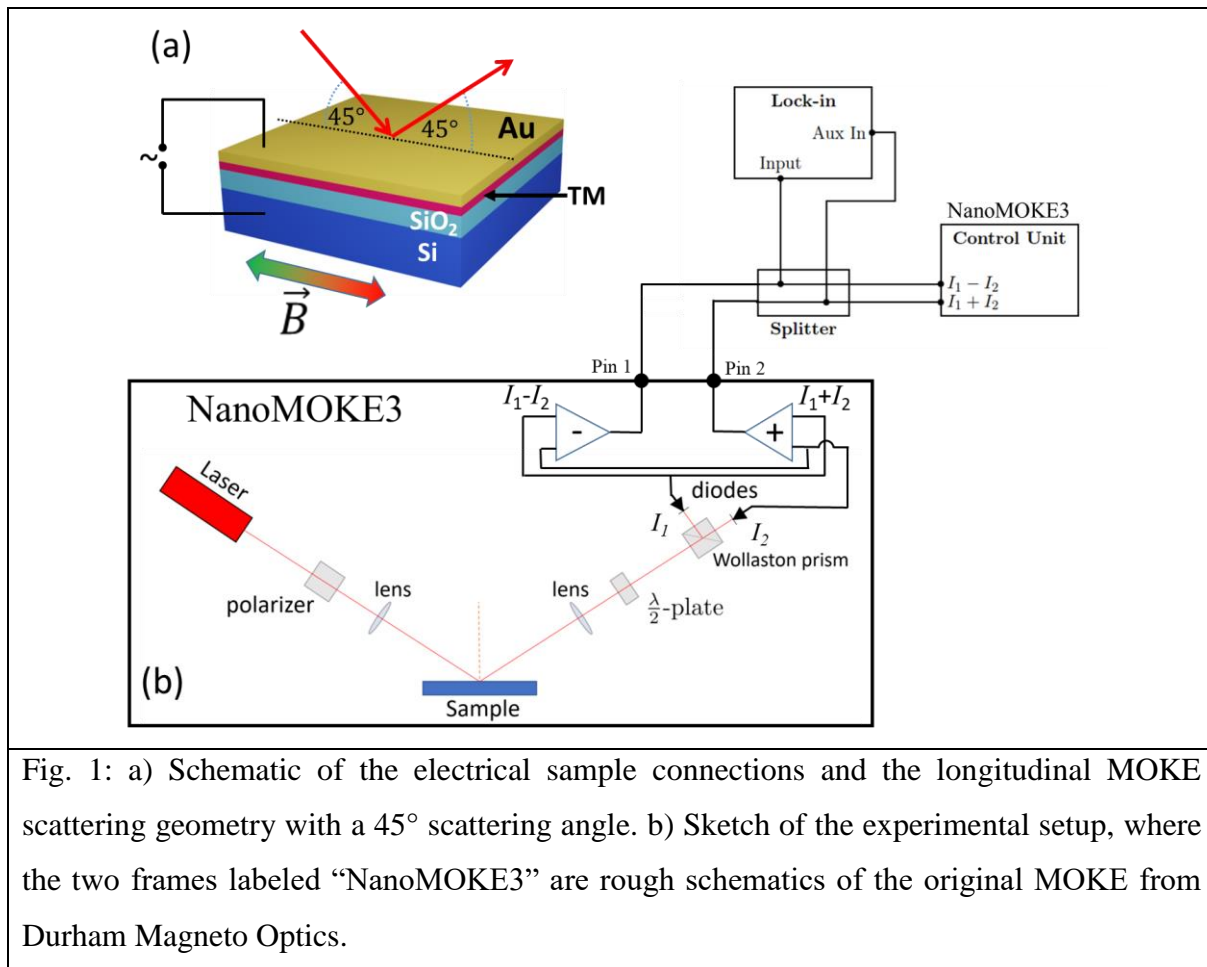 (a)
45°
45°
Au
~
TM
SiO₂
Si
B⃗
Lock-in
Aux In
Input
NanoMOKE3
Control Unit
I₁ − I₂
I₁ + I₂
Splitter
Pin 1
Pin 2
NanoMOKE3
I₁-I₂
I₁+I₂
-
+
Laser
diodes
I₁
I₂
Wollaston prism
polarizer
lens
lens
λ/2-plate
(b)
Sample
Fig. 1: a) Schematic of the electrical sample connections and the longitudinal MOKE
scattering geometry with a 45° scattering angle. b) Sketch of the experimental setup, where
the two frames labeled “NanoMOKE3” are rough schematics of the original MOKE from
Durham Magneto Optics.